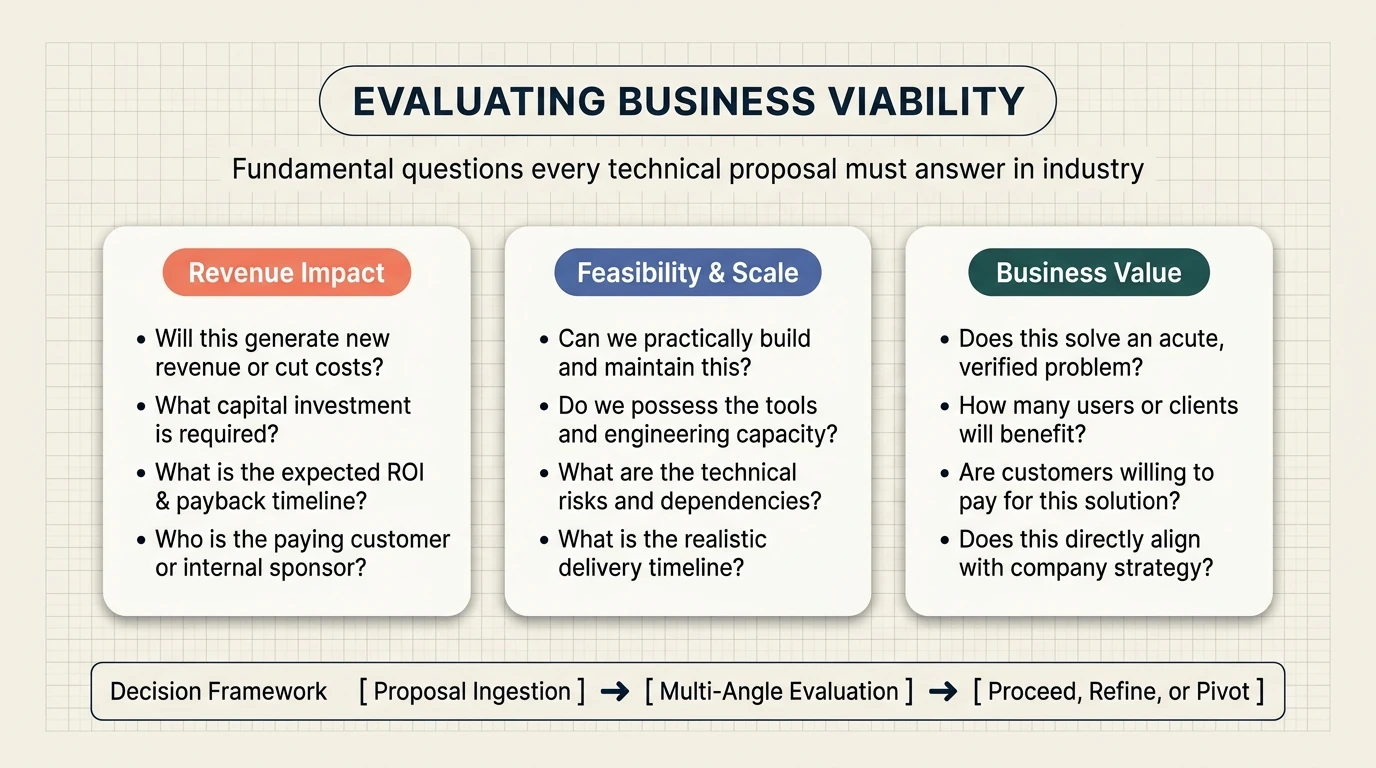 EVALUATING BUSINESS VIABILITY
Fundamental questions every technical proposal must answer in industry
Revenue Impact
• Will this generate new
revenue or cut costs?
• What capital investment
is required?
• What is the expected ROI
& payback timeline?
• Who is the paying customer
or internal sponsor?
Feasibility & Scale
• Can we practically build
and maintain this?
• Do we possess the tools
and engineering capacity?
• What are the technical
risks and dependencies?
• What is the realistic
delivery timeline?
Business Value
• Does this solve an acute,
verified problem?
• How many users or clients
will benefit?
• Are customers willing to
pay for this solution?
• Does this directly align
with company strategy?
Decision Framework [ Proposal Ingestion ] → [ Multi-Angle Evaluation ] → [ Proceed, Refine, or Pivot ]